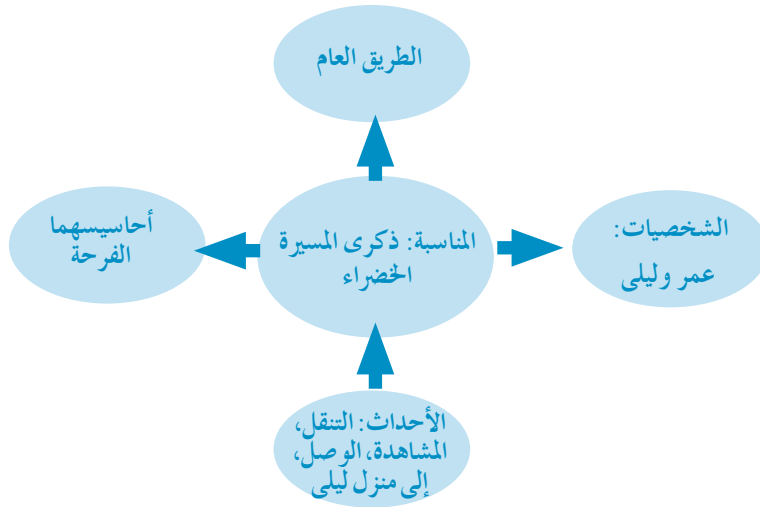 الطريق العام
الشخصيات:
عمر وليلى
المناسبة: ذكرى المسيرة
الخضراء
أحاسيسهما
الفرحة
الأحداث: التنقل،
المشاهدة، الوصل،
إلى منزل ليلى